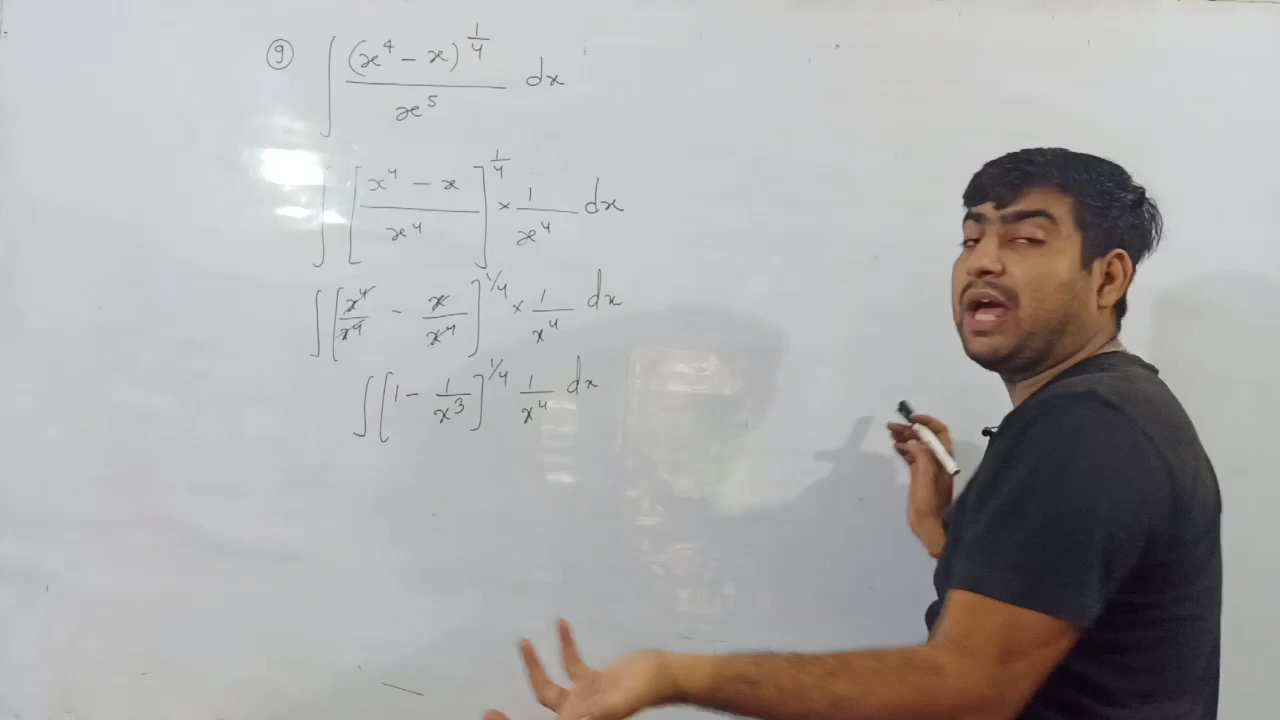 ⑨ ∫ (x⁴ − x)^{1/4} / x⁵ dx
∫ [ (x⁴ − x) / x⁴ ]^{1/4} × 1/x⁴ dx
∫ [ x⁴/x⁴ − x/x⁴ ]^{1/4} × 1/x⁴ dx
∫ [ 1 − 1/x³ ]^{1/4} 1/x⁴ dx